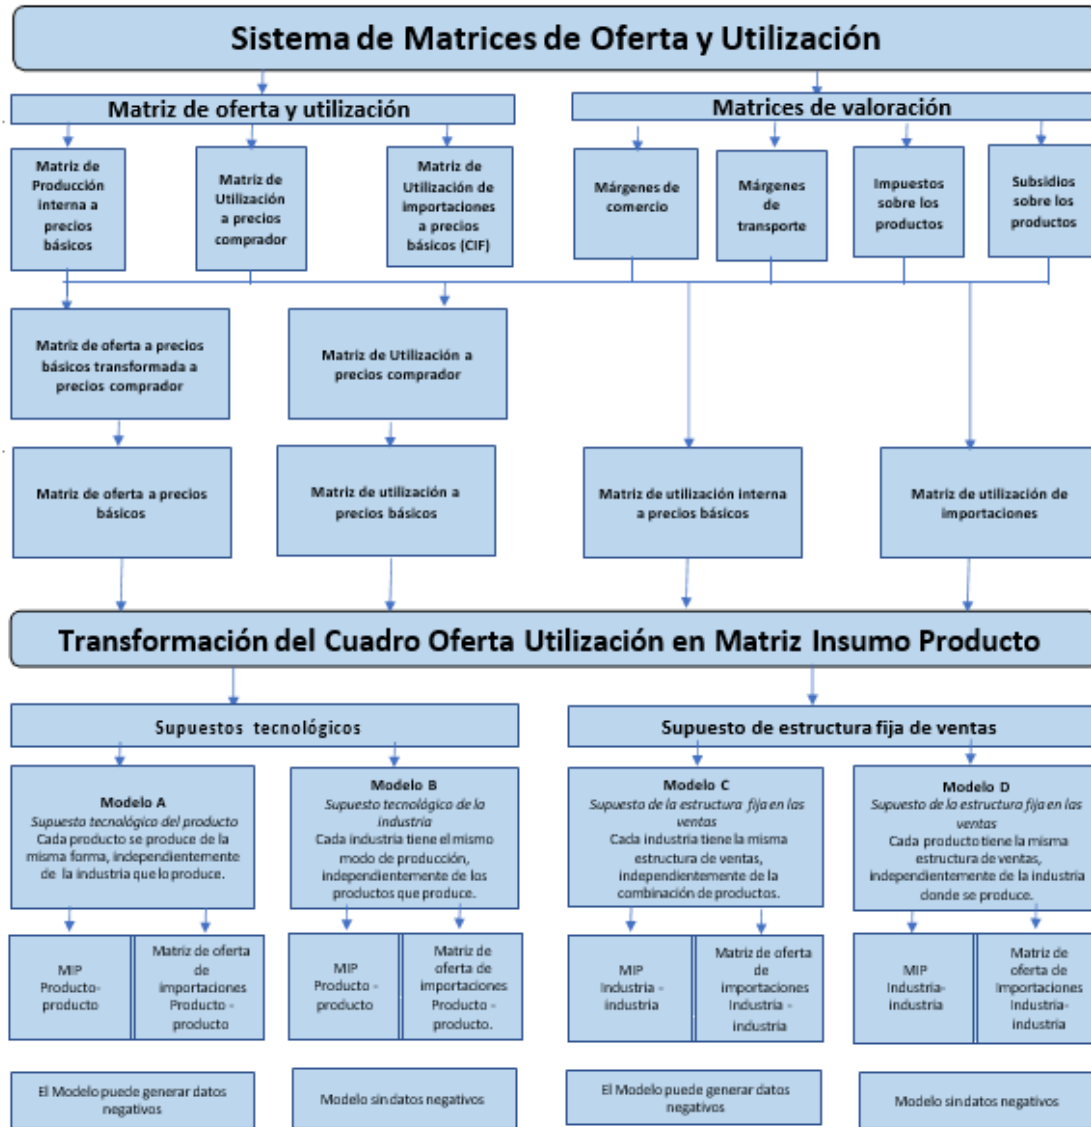 Sistema de Matrices de Oferta y Utilización
Matriz de oferta y utilización
Matrices de valoración
Matriz de
Producción
interna a
precios
básicos
Matriz de
Utilización
a precios
comprador
Matriz de
Utilización de
importaciones
a precios
básicos (CIF)
Márgenes de
comercio
Márgenes
de
transporte
Impuestos
sobre los
productos
Subsidios
sobre los
productos
Matriz de oferta a precios
básicos transformada a
precios comprador
Matriz de Utilización a
precios comprador
Matriz de oferta a precios
básicos
Matriz de utilización a
precios básicos
Matriz de utilización interna
a precios básicos
Matriz de utilización de
importaciones
Transformación del Cuadro Oferta Utilización en Matriz Insumo Producto
Supuestos tecnológicos
Supuesto de estructura fija de ventas
Modelo A
Supuesto tecnológico del producto
Cada producto se produce de la
misma forma, independientemente
de la industria que lo produce.
Modelo B
Supuesto tecnológico de la
industria
Cada industria tiene el mismo
modo de producción,
independientemente de los
productos que produce.
Modelo C
Supuesto de la estructura fija en las
ventas
Cada industria tiene la misma
estructura de ventas,
independientemente de la
combinación de productos.
Modelo D
Supuesto de la estructura fija en las
ventas
Cada producto tiene la misma
estructura de ventas,
independientemente de la industria
donde se produce.
MIP
Producto-
producto
Matriz de oferta
de
importaciones
Producto -
producto
MIP
Producto -
producto
Matriz de
oferta de
importaciones
Producto -
producto.
MIP
Industria -
industria
Matriz de oferta
de
importaciones
Industria -
industria
MIP
Industria-
industria
Matriz de
oferta de
Importaciones
Industria-
industria
El Modelo puede generar datos
negativos
Modelo sin datos negativos
El Modelo puede generar datos
negativos
Modelo sin datos negativos